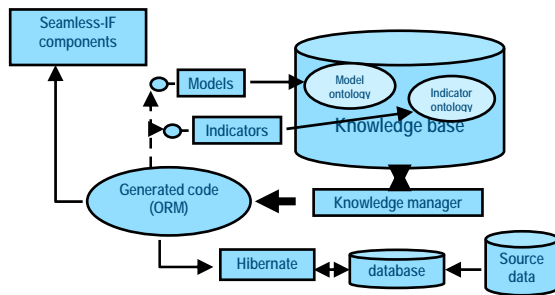 Seamless-IF
components
Models
Model
ontology
Indicator
ontology
Indicators
Knowledge base
Generated code
(ORM)
Knowledge manager
Hibernate
database
Source
data